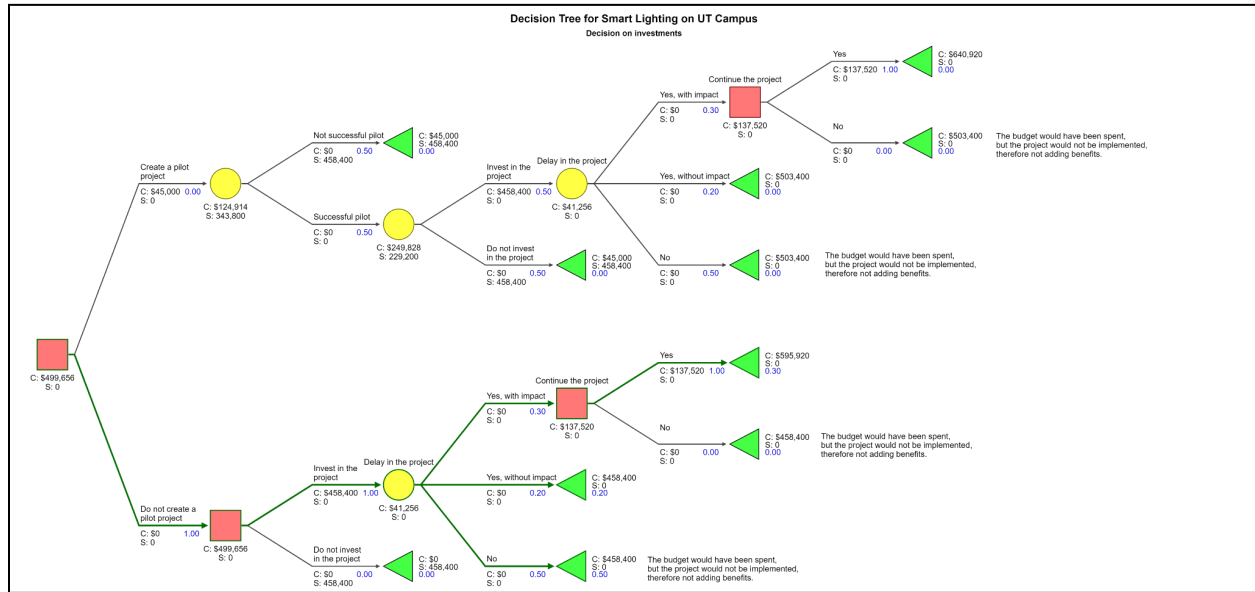 Decision Tree for Smart Lighting on UT Campus
Decision on investments
Yes
C: $137,520 1.00
S: 0
C: $640,920
S: 0
0.00
Continue the project
Yes, with impact
C: $0 0.30
S: 0
C: $137,520
S: 0
No
C: $0 0.00
S: 0
C: $503,400
S: 0
0.00
The budget would have been spent,
but the project would not be implemented,
therefore not adding benefits.
Not successful pilot
C: $0 0.50
S: 458,400
C: $45,000
S: 458,400
0.00
Create a pilot
project
C: $45,000 0.00
S: 0
C: $124,914
S: 343,800
Invest in the
project
C: $458,400 0.50
S: 0
Delay in the project
C: $41,256
S: 0
Yes, without impact
C: $0 0.20
S: 0
C: $503,400
S: 0
0.00
Successful pilot
C: $0 0.50
S: 0
C: $249,828
S: 229,200
Do not invest
in the project
C: $0 0.50
S: 458,400
C: $45,000
S: 458,400
0.00
No
C: $0 0.50
S: 0
C: $503,400
S: 0
0.00
The budget would have been spent,
but the project would not be implemented,
therefore not adding benefits.
C: $499,656
S: 0
Yes
C: $137,520 1.00
S: 0
C: $595,920
S: 0
0.30
Continue the project
Yes, with impact
C: $0 0.30
S: 0
C: $137,520
S: 0
No
C: $0 0.00
S: 0
C: $458,400
S: 0
0.00
The budget would have been spent,
but the project would not be implemented,
therefore not adding benefits.
Invest in the
project
C: $458,400 1.00
S: 0
Delay in the project
C: $41,256
S: 0
Yes, without impact
C: $0 0.20
S: 0
C: $458,400
S: 0
0.20
Do not create a
pilot project
C: $0 1.00
S: 0
C: $499,656
S: 0
Do not invest
in the project
C: $0 0.00
S: 458,400
C: $0
S: 458,400
0.00
No
C: $0 0.50
S: 0
C: $458,400
S: 0
0.50
The budget would have been spent,
but the project would not be implemented,
therefore not adding benefits.